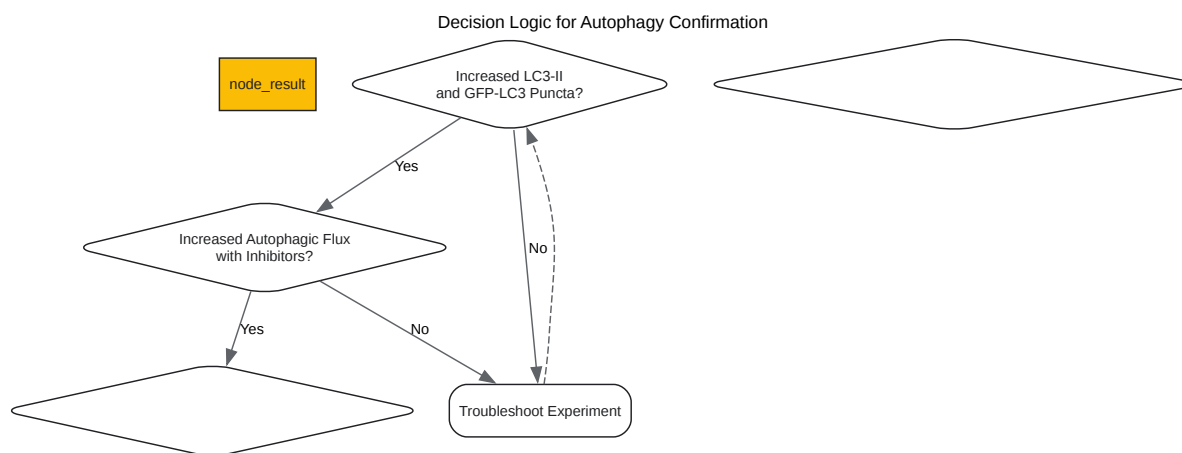 Decision Logic for Autophagy Confirmation
node_result
Increased LC3-II
and GFP-LC3 Puncta?
Yes
Increased Autophagic Flux
with Inhibitors?
No
Yes
No
Troubleshoot Experiment